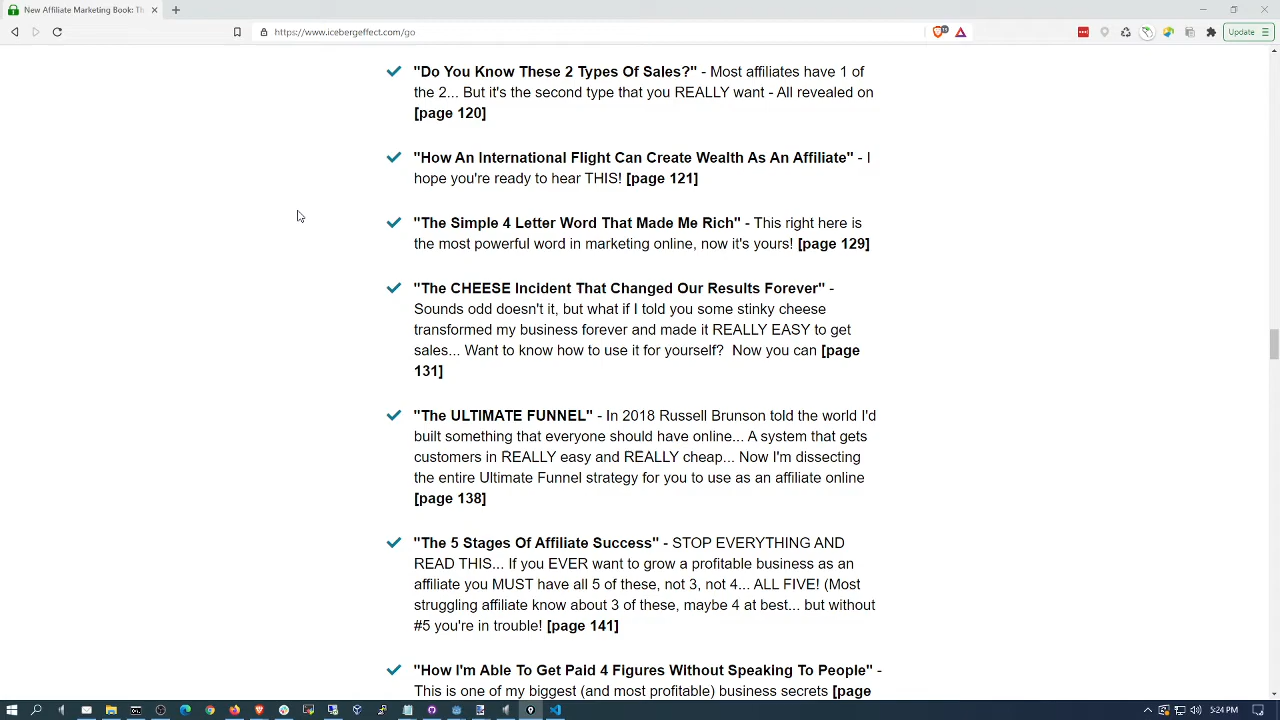 New Affiliate Marketing Book: Th
https://www.icebergeffect.com/go
Update
"Do You Know These 2 Types Of Sales?" - Most affiliates have 1 of
the 2... But it's the second type that you REALLY want - All revealed on
[page 120]
"How An International Flight Can Create Wealth As An Affiliate" - I
hope you're ready to hear THIS! [page 121]
"The Simple 4 Letter Word That Made Me Rich" - This right here is
the most powerful word in marketing online, now it's yours! [page 129]
"The CHEESE Incident That Changed Our Results Forever" -
Sounds odd doesn't it, but what if I told you some stinky cheese
transformed my business forever and made it REALLY EASY to get
sales... Want to know how to use it for yourself?  Now you can [page
131]
"The ULTIMATE FUNNEL" - In 2018 Russell Brunson told the world I'd
built something that everyone should have online... A system that gets
customers in REALLY easy and REALLY cheap... Now I'm dissecting
the entire Ultimate Funnel strategy for you to use as an affiliate online
[page 138]
"The 5 Stages Of Affiliate Success" - STOP EVERYTHING AND
READ THIS... If you EVER want to grow a profitable business as an
affiliate you MUST have all 5 of these, not 3, not 4... ALL FIVE! (Most
struggling affiliate know about 3 of these, maybe 4 at best... but without
#5 you're in trouble! [page 141]
"How I'm Able To Get Paid 4 Figures Without Speaking To People" -
This is one of my biggest (and most profitable) business secrets [page
5:24 PM